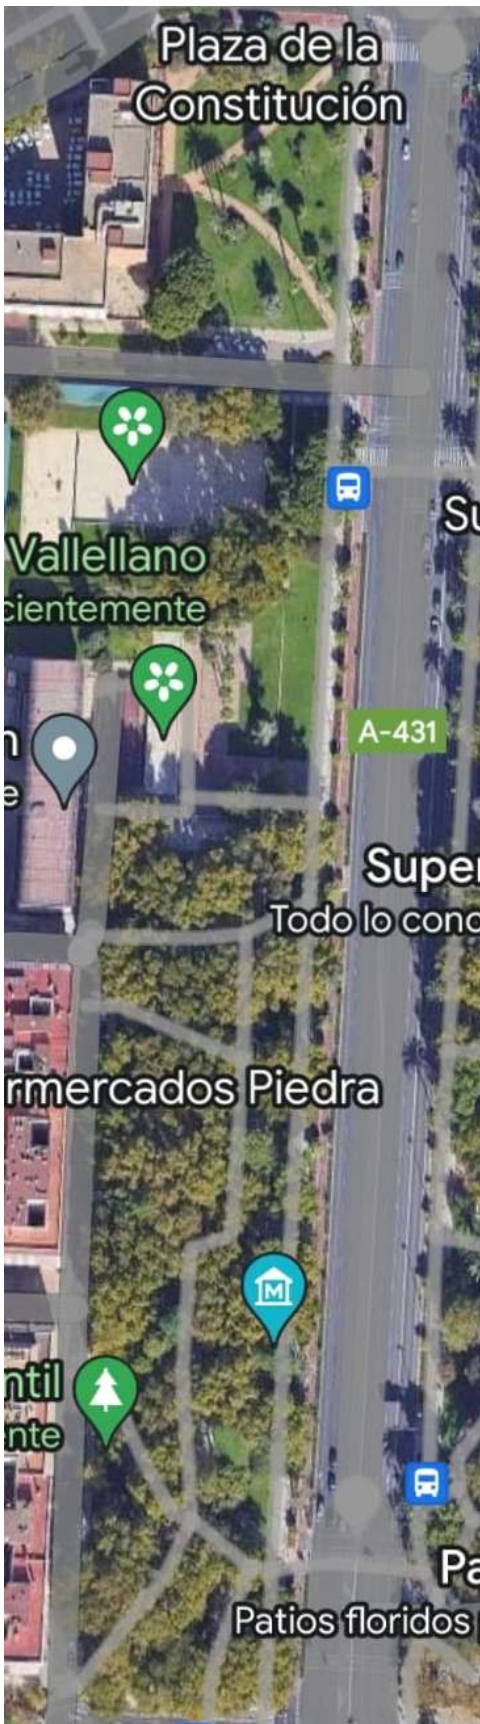 Plaza de la
Constitución
Su
Vallellano
cientemente
n
A-431
e
Super
Todo lo cono
rmercados Piedra
M
ntil
nte
Pa
Patios floridos